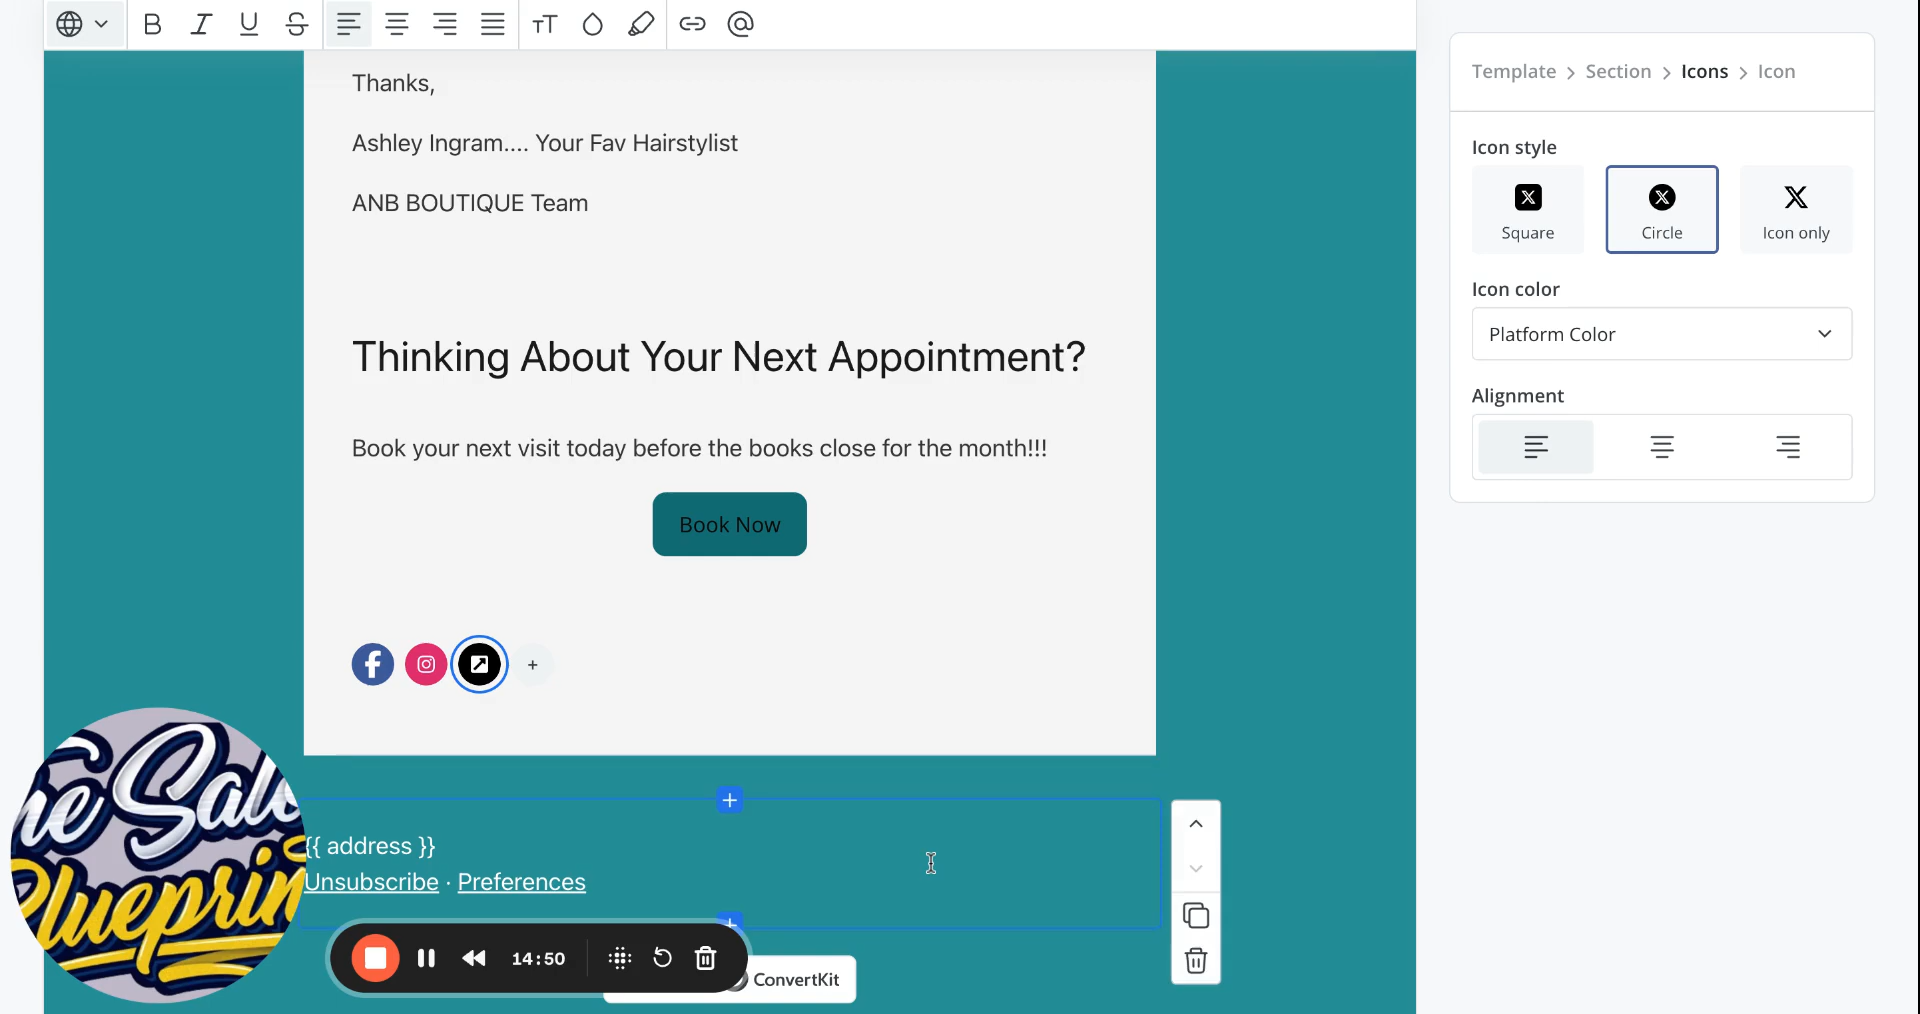 Thanks,
Ashley Ingram.... Your Fav Hairstylist
ANB BOUTIQUE Team
Thinking About Your Next Appointment?
Book your next visit today before the books close for the month!!!
Book Now
+
{{ address }}
Unsubscribe · Preferences
14:50
ConvertKit
Template > Section > Icons > Icon
Icon style
Square
Circle
Icon only
Icon color
Platform Color
Alignment